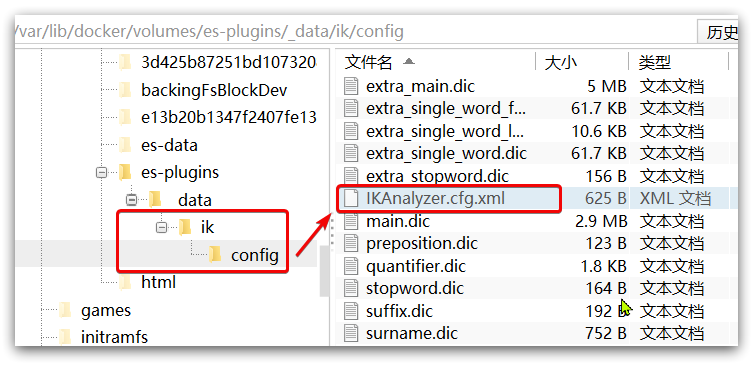 /var/lib/docker/volumes/es-plugins/_data/ik/config
历史
3d425b87251bd107320
backingFsBlockDev
e13b20b1347f2407fe13
es-data
es-plugins
_data
ik
config
html
games
initramfs
文件名 大小 类型
extra_main.dic 5 MB 文本文档
extra_single_word_f... 61.7 KB 文本文档
extra_single_word_l... 10.6 KB 文本文档
extra_single_word.dic 61.7 KB 文本文档
extra_stopword.dic 156 B 文本文档
IKAnalyzer.cfg.xml 625 B XML 文档
main.dic 2.9 MB 文本文档
preposition.dic 123 B 文本文档
quantifier.dic 1.8 KB 文本文档
stopword.dic 164 B 文本文档
suffix.dic 192 B 文本文档
surname.dic 752 B 文本文档